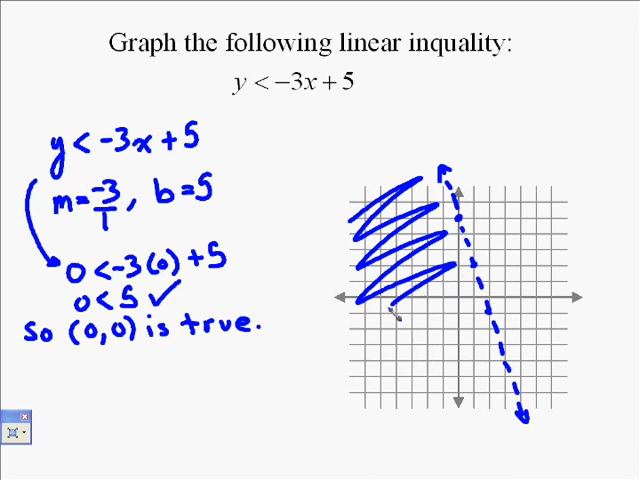 Graph the following linear inquality:
y < −3x + 5
y < -3x + 5
m = -3/1, b = 5
0 < -3(0) + 5
0 < 5 ✓
So (0,0) is true.